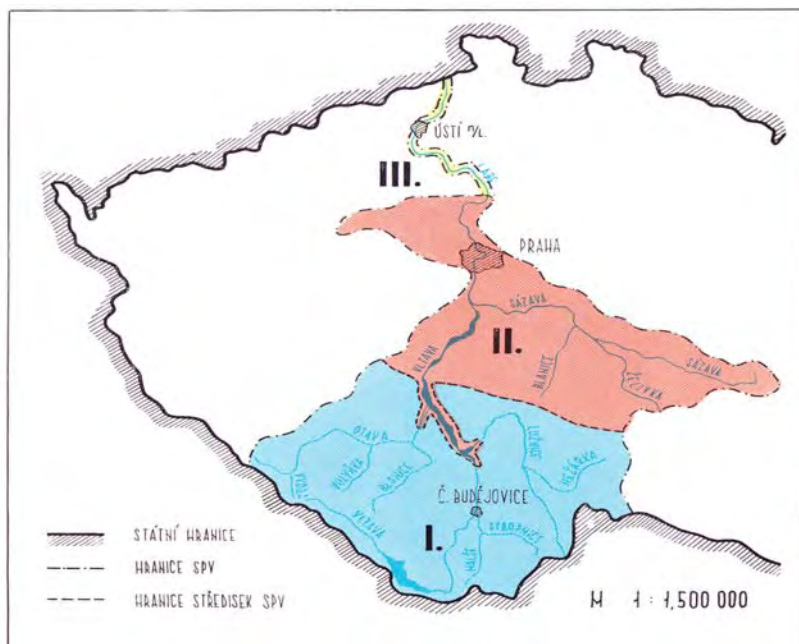 ÚSTÍ n/L.
III.
PRAHA
SÁZAVA
II.
VLTAVA
BLANICE
SÁZAVA
ŽELIVKA
OTAVA
LUŽNICE
VOLYŇKA
BLANICE
NEŽÁRKA
Č. BUDĚJOVICE
VLTAVA
I.
STROPNICE
MALŠE
STÁTNÍ HRANICE
HRANICE SPV
HRANICE STŘEDISEK SPV
M 1 : 1,500 000